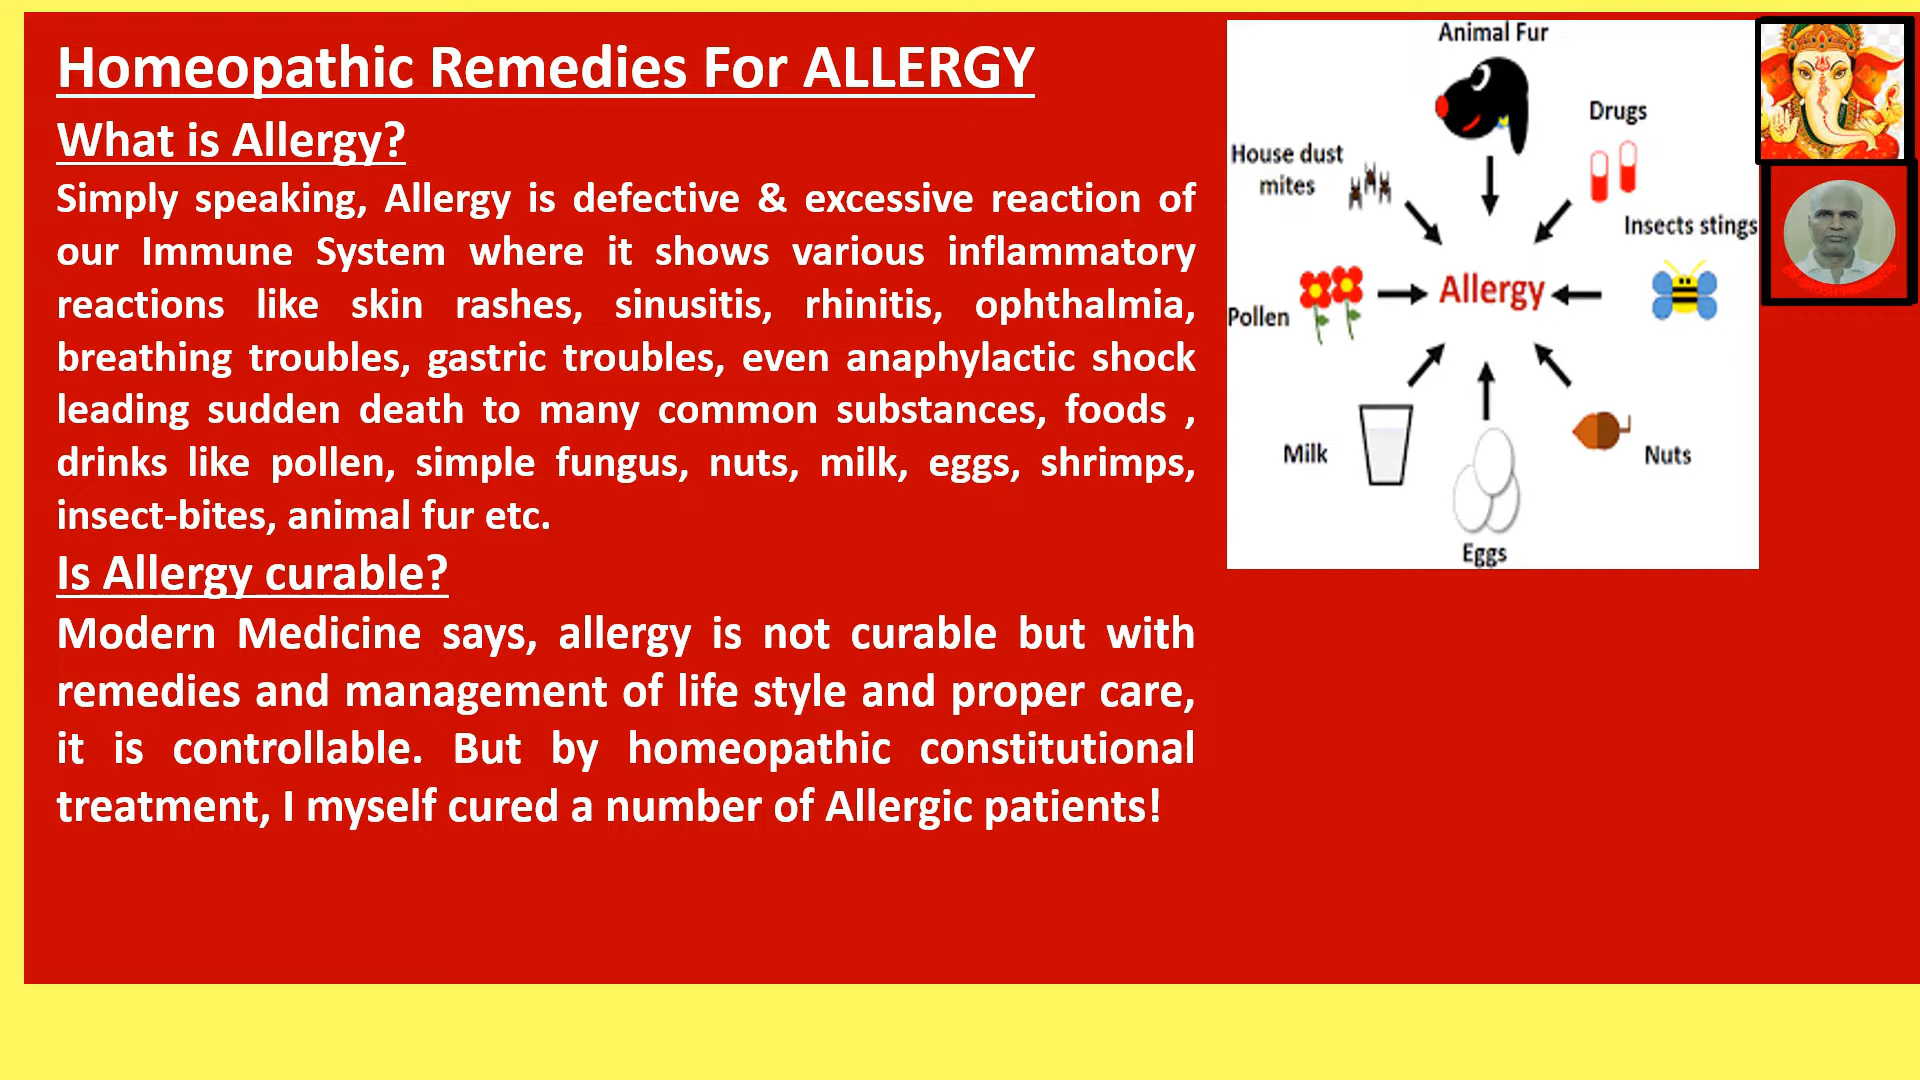 Homeopathic Remedies For ALLERGY
What is Allergy?
Simply speaking, Allergy is defective & excessive reaction of
our Immune System where it shows various inflammatory
reactions like skin rashes, sinusitis, rhinitis, ophthalmia,
breathing troubles, gastric troubles, even anaphylactic shock
leading sudden death to many common substances, foods ,
drinks like pollen, simple fungus, nuts, milk, eggs, shrimps,
insect-bites, animal fur etc.
Is Allergy curable?
Modern Medicine says, allergy is not curable but with
remedies and management of life style and proper care,
it is controllable. But by homeopathic constitutional
treatment, I myself cured a number of Allergic patients!
Animal Fur
Drugs
House dust
mites
Insects stings
Allergy
Pollen
Milk
Nuts
Eggs